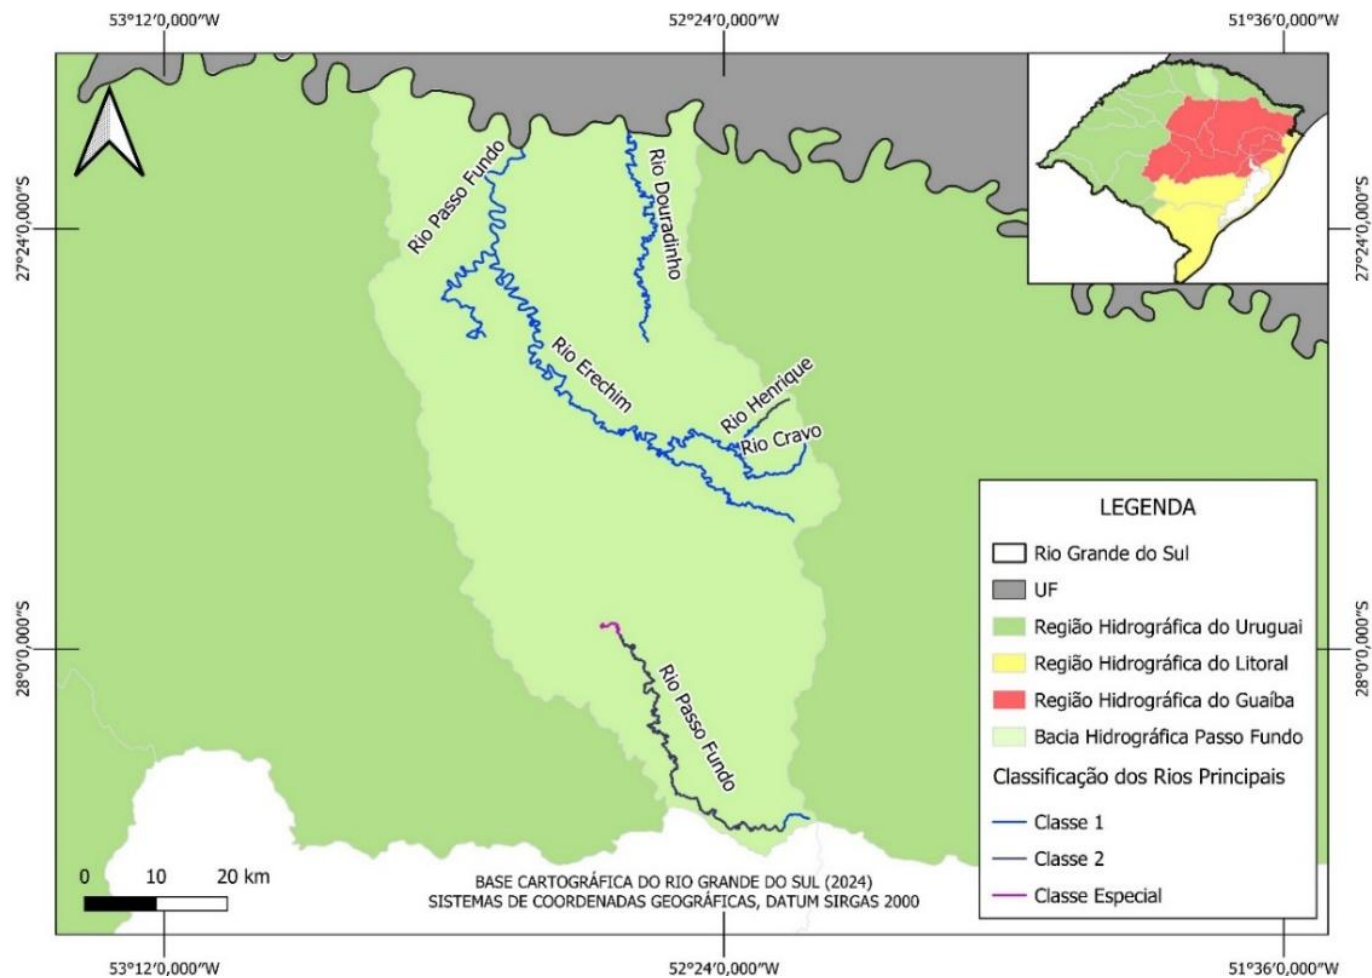 53°12'0,000"W
52°24'0,000"W
51°36'0,000"W
27°24'0,000"S
27°24'0,000"S
Rio Passo Fundo
Rio Douradinho
Rio Erechim
Rio Henrique
Rio Cravo
28°0'0,000"S
28°0'0,000"S
Rio Passo Fundo
LEGENDA
Rio Grande do Sul
UF
Região Hidrográfica do Uruguai
Região Hidrográfica do Litoral
Região Hidrográfica do Guaíba
Bacia Hidrográfica Passo Fundo
Classificação dos Rios Principais
Classe 1
Classe 2
Classe Especial
0 10 20 km
BASE CARTOGRÁFICA DO RIO GRANDE DO SUL (2024)
SISTEMAS DE COORDENADAS GEOGRÁFICAS, DATUM SIRGAS 2000
53°12'0,000"W
52°24'0,000"W
51°36'0,000"W